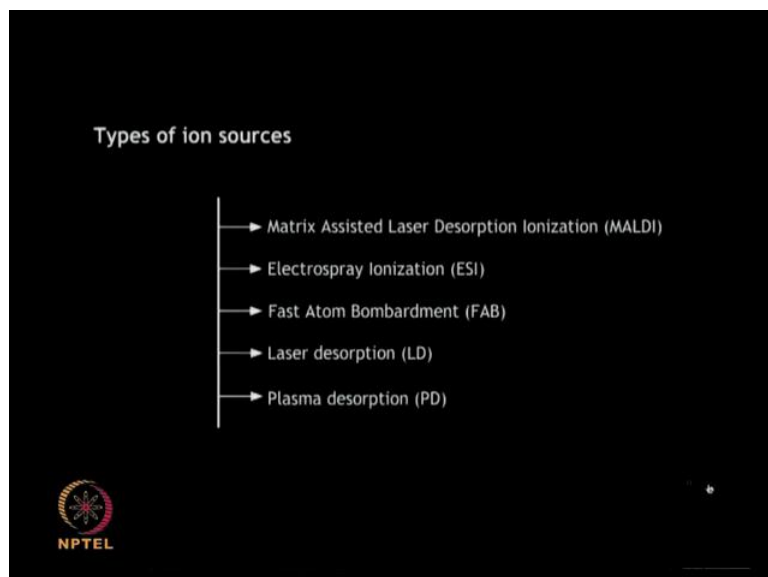 Types of ion sources
Matrix Assisted Laser Desorption Ionization (MALDI)
Electrospray Ionization (ESI)
Fast Atom Bombardment (FAB)
Laser desorption (LD)
Plasma desorption (PD)
NPTEL